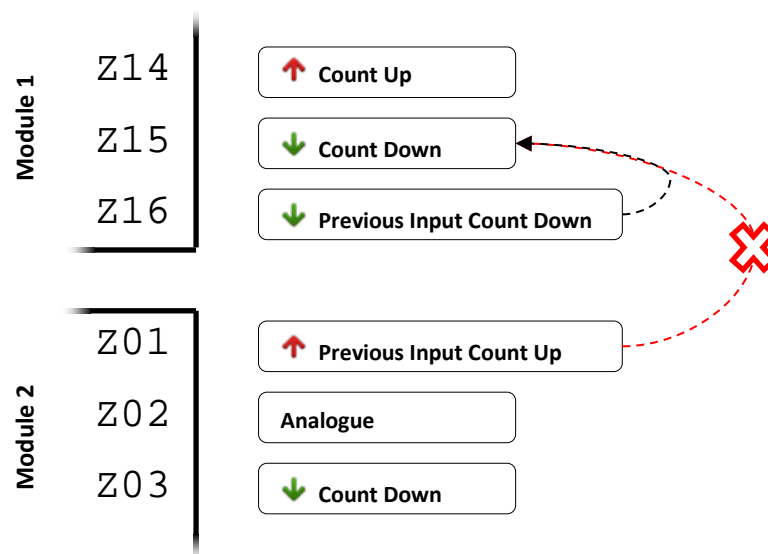 Module 1
Z14
Count Up
Z15
Count Down
Z16
Previous Input Count Down
Module 2
Z01
Previous Input Count Up
Z02
Analogue
Z03
Count Down